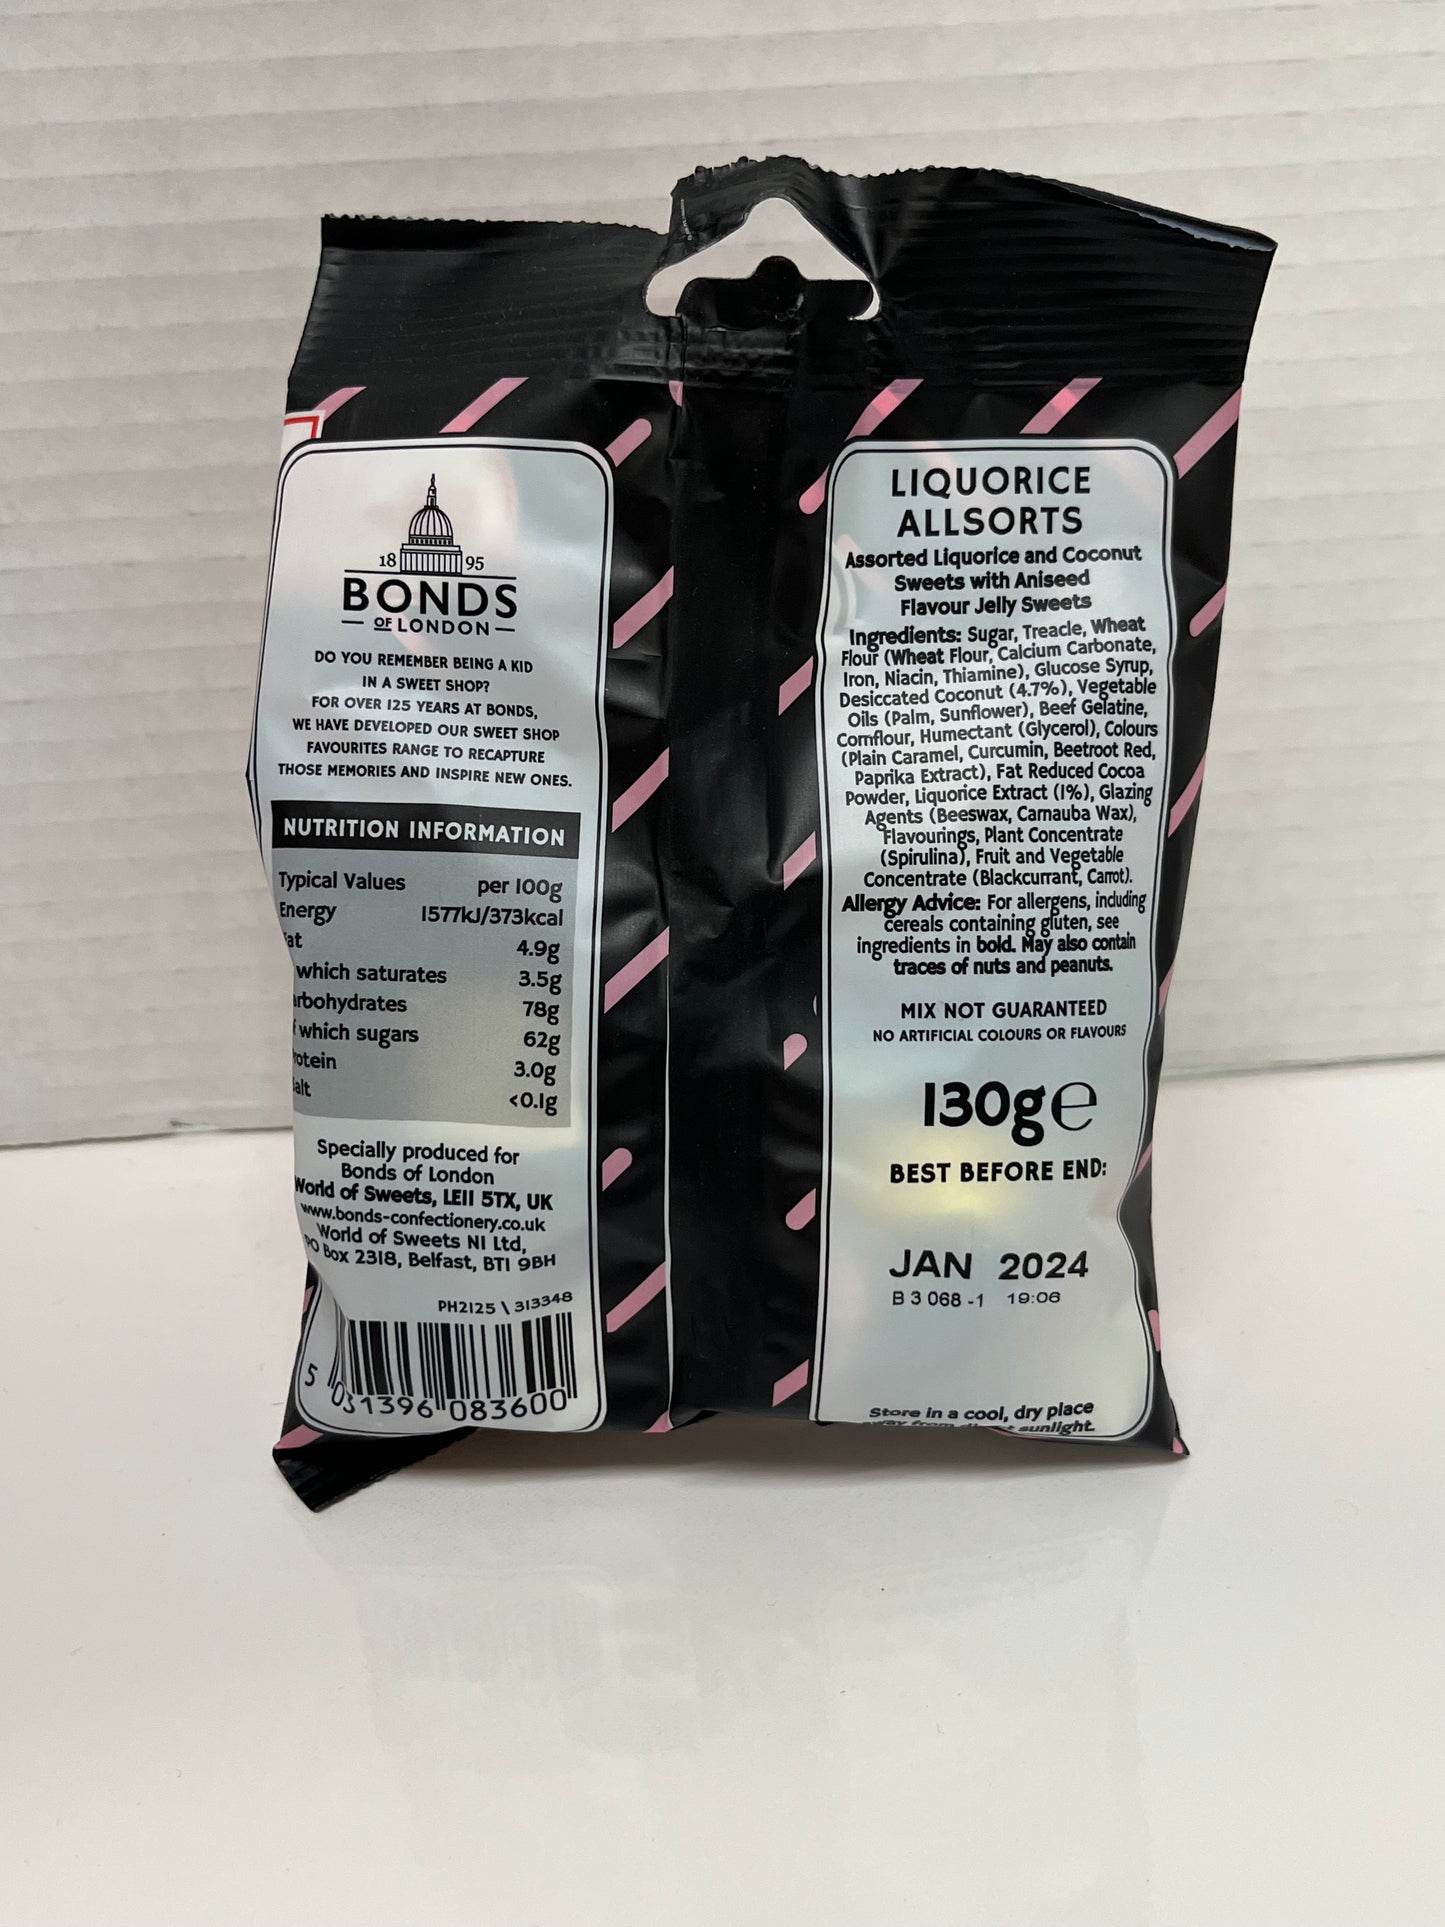 18 95
BONDS
OF LONDON
DO YOU REMEMBER BEING A KID
IN A SWEET SHOP?
FOR OVER 125 YEARS AT BONDS,
WE HAVE DEVELOPED OUR SWEET SHOP
FAVOURITES RANGE TO RECAPTURE
THOSE MEMORIES AND INSPIRE NEW ONES.
NUTRITION INFORMATION
Typical Values per 100g
Energy 1577kJ/373kcal
at 4.9g
which saturates 3.5g
arbohydrates 78g
f which sugars 62g
rotein 3.0g
alt <0.1g
Specially produced for
Bonds of London
World of Sweets, LE11 5TX, UK
www.bonds-confectionery.co.uk
World of Sweets NI Ltd,
PO Box 2318, Belfast, BT1 9BH
PH2125 \ 313348
5 031396 083600
LIQUORICE
ALLSORTS
Assorted Liquorice and Coconut
Sweets with Aniseed
Flavour Jelly Sweets
Ingredients: Sugar, Treacle, Wheat
Flour (Wheat Flour, Calcium Carbonate,
Iron, Niacin, Thiamine), Glucose Syrup,
Desiccated Coconut (4.7%), Vegetable
Oils (Palm, Sunflower), Beef Gelatine,
Cornflour, Humectant (Glycerol), Colours
(Plain Caramel, Curcumin, Beetroot Red,
Paprika Extract), Fat Reduced Cocoa
Powder, Liquorice Extract (1%), Glazing
Agents (Beeswax, Carnauba Wax),
Flavourings, Plant Concentrate
(Spirulina), Fruit and Vegetable
Concentrate (Blackcurrant, Carrot).
Allergy Advice: For allergens, including
cereals containing gluten, see
ingredients in bold. May also contain
traces of nuts and peanuts.
MIX NOT GUARANTEED
NO ARTIFICIAL COLOURS OR FLAVOURS
130g℮
BEST BEFORE END:
JAN 2024
B 3 068 -1 19:06
Store in a cool, dry place
away from direct sunlight.